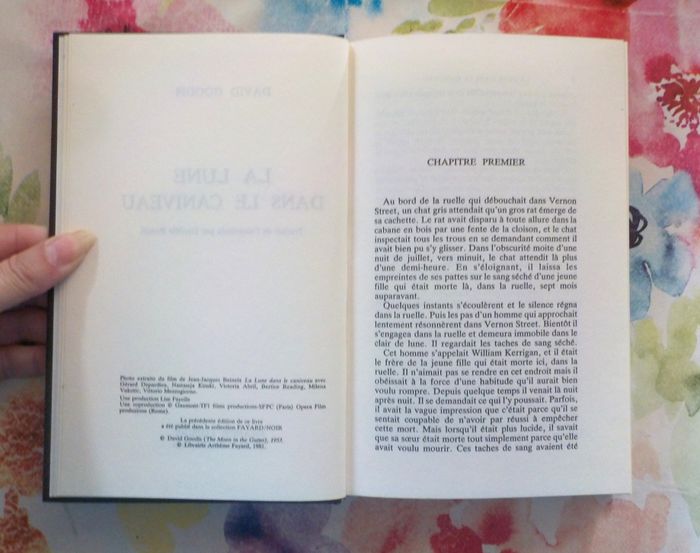 DAVID GOODIS
LA LUNE
DANS LE CANIVEAU
Photo extraite du film de Jean-Jacques Beineix La Lune dans le caniveau avec
Gérard Depardieu, Nastassja Kinski, Victoria Abril, Bertice Reading, Milena
Vukotic, Vittorio Mezzogiorno.
Une production Lise Fayolle
Une coproduction © Gaumont-TF1 films productions-SFPC (Paris) Opera Film
productions (Rome).
La précédente édition de ce livre
a été publié dans la collection FAYARD/NOIR
© David Goodis (The Moon in the Gutter), 1953.
© Librairie Arthème Fayard, 1981.
CHAPITRE PREMIER
Au bord de la ruelle qui débouchait dans Vernon
Street, un chat gris attendait qu'un gros rat émerge de
sa cachette. Le rat avait disparu à toute allure dans la
cabane en bois par une fente de la cloison, et le chat
inspectait tous les trous en se demandant comment il
avait bien pu s'y glisser. Dans l'obscurité moite d'une
nuit de juillet, vers minuit, le chat attendit là plus
d'une demi-heure. En s'éloignant, il laissa les
empreintes de ses pattes sur le sang séché d'une jeune
fille qui était morte là, dans la ruelle, sept mois
auparavant.
Quelques instants s'écoulèrent et le silence régna
dans la ruelle. Puis les pas d'un homme qui approchait
lentement résonnèrent dans Vernon Street. Bientôt il
s'engagea dans la ruelle et demeura immobile dans le
clair de lune. Il regardait les taches de sang séché.
Cet homme s'appelait William Kerrigan, et il était
le frère de la jeune fille qui était morte ici, dans la
ruelle. Il n'aimait pas se rendre en cet endroit mais il
obéissait à la force d'une habitude qu'il aurait bien
voulu rompre. Depuis quelque temps il venait là nuit
après nuit. Il se demandait ce qui l'y poussait. Parfois,
il avait la vague impression que c'était parce qu'il se
sentait coupable de n'avoir par réussi à empêcher
cette mort. Mais lorsqu'il était plus lucide, il savait
que sa sœur était morte tout simplement parce qu'elle
avait voulu mourir. Ces taches de sang avaient été